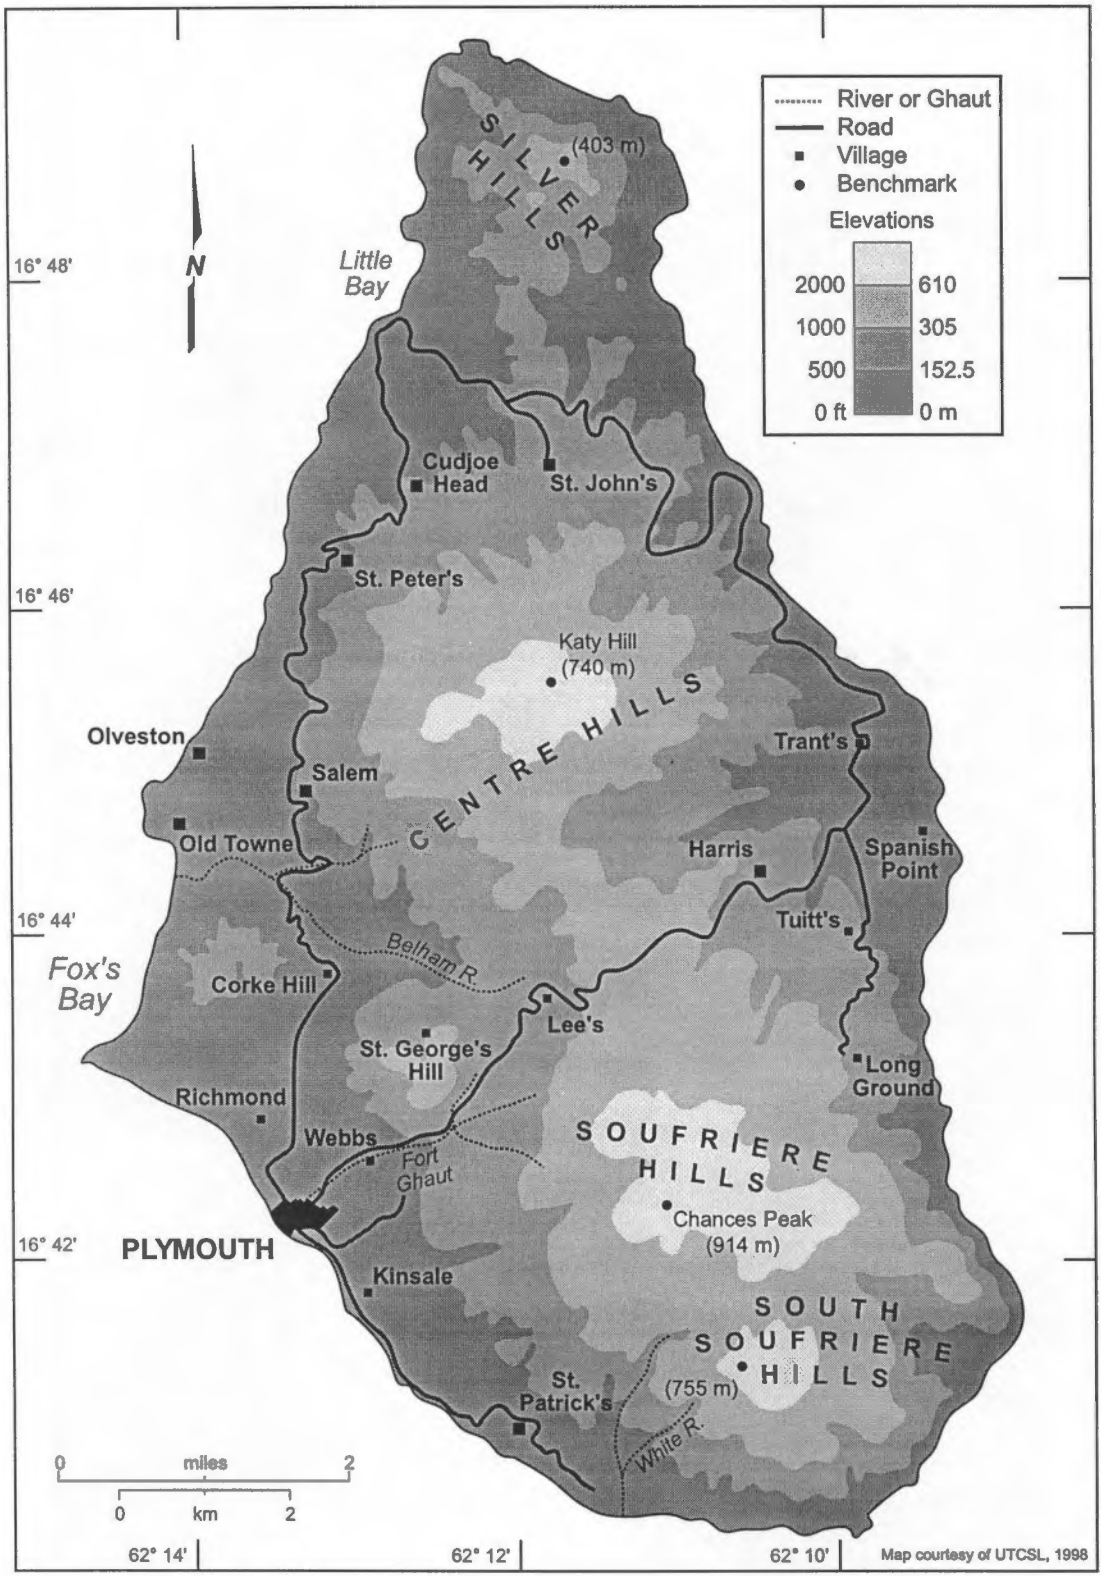 River or Ghaut
Road
Village
Benchmark
Elevations
2000 610
1000 305
500 152.5
0 ft 0 m
N
SILVER
HILLS
(403 m)
Little
Bay
16° 48'
Cudjoe
Head
St. John's
St. Peter's
16° 46'
Katy Hill
(740 m)
CENTRE HILLS
Olveston
Salem
Trant's
Old Towne
Harris
Spanish
Point
16° 44'
Tuitt's
Belham R.
Fox's
Bay
Corke Hill
Lee's
St. George's
Hill
Long
Ground
Richmond
SOUFRIERE
HILLS
Webbs
Fort
Ghaut
Chances Peak
(914 m)
16° 42'
PLYMOUTH
Kinsale
SOUTH
SOUFRIERE
HILLS
(755 m)
St.
Patrick's
White R.
0 miles 2
0 km 2
62° 14' 62° 12' 62° 10'
Map courtesy of UTCSL, 1998